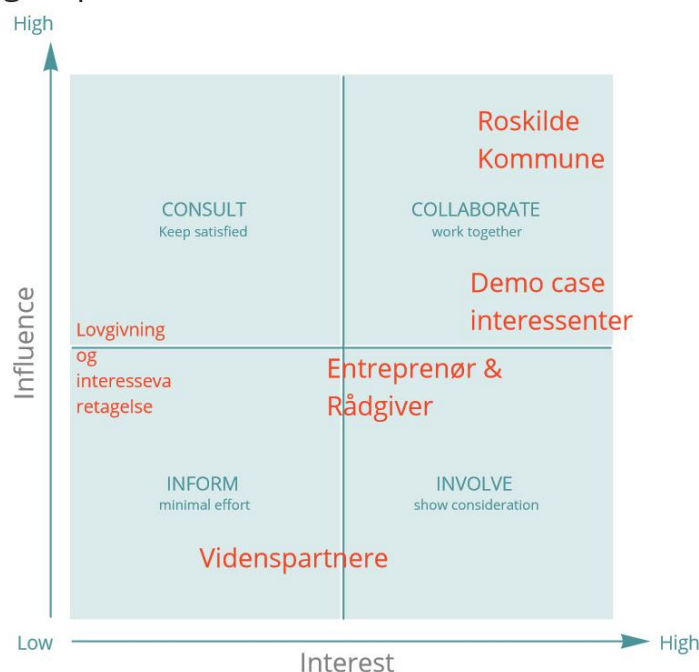 High
Roskilde
Kommune
CONSULT
Keep satisfied
COLLABORATE
work together
Demo case
interessenter
Influence
Lovgivning
og
interesseva
retagelse
Entreprenør &
Rådgiver
INFORM
minimal effort
INVOLVE
show consideration
Videnspartnere
Low
High
Interest